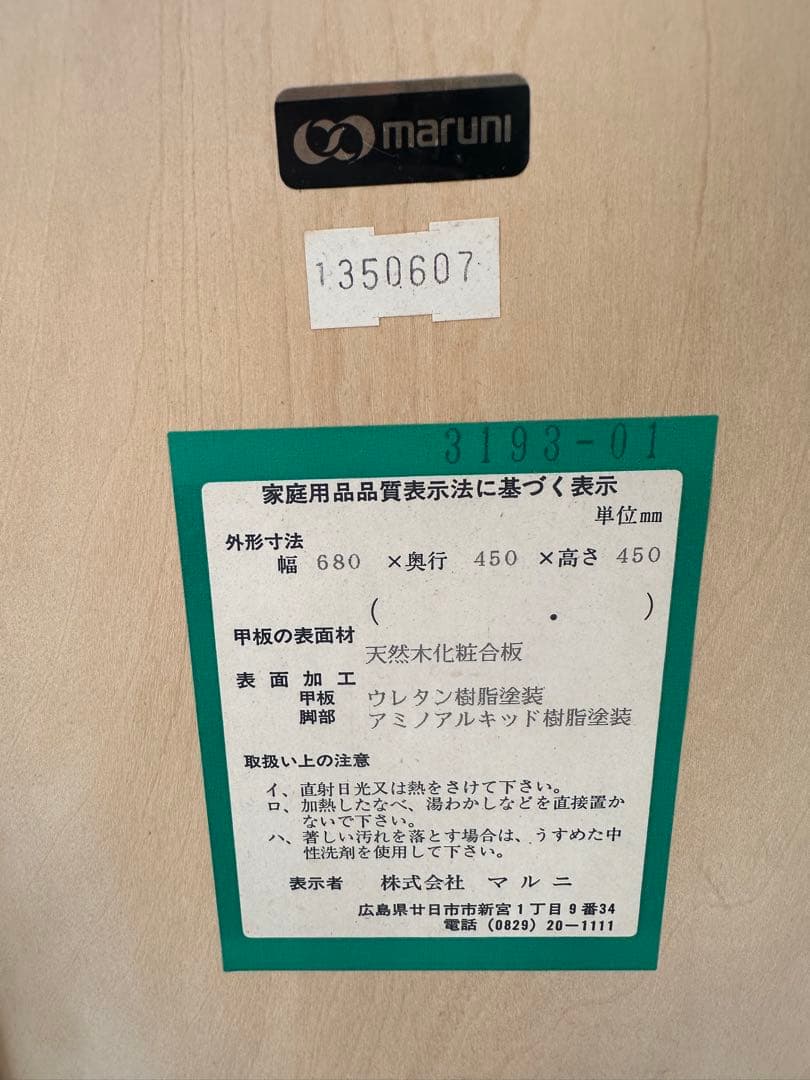 maruni
1350607
3193-01
家庭用品品質表示法に基づく表示
単位mm
外形寸法
幅 680 ×奥行 450 ×高さ 450
( ・ )
甲板の表面材
天然木化粧合板
表面加工
甲板 ウレタン樹脂塗装
脚部 アミノアルキッド樹脂塗装
取扱い上の注意
イ、直射日光又は熱をさけて下さい。
ロ、加熱したなべ、湯わかしなどを直接置か
ないで下さい。
ハ、著しい汚れを落とす場合は、うすめた中
性洗剤を使用して下さい。
表示者 株式会社 マルニ
広島県廿日市市新宮1丁目9番34
電話 (0829) 20-1111